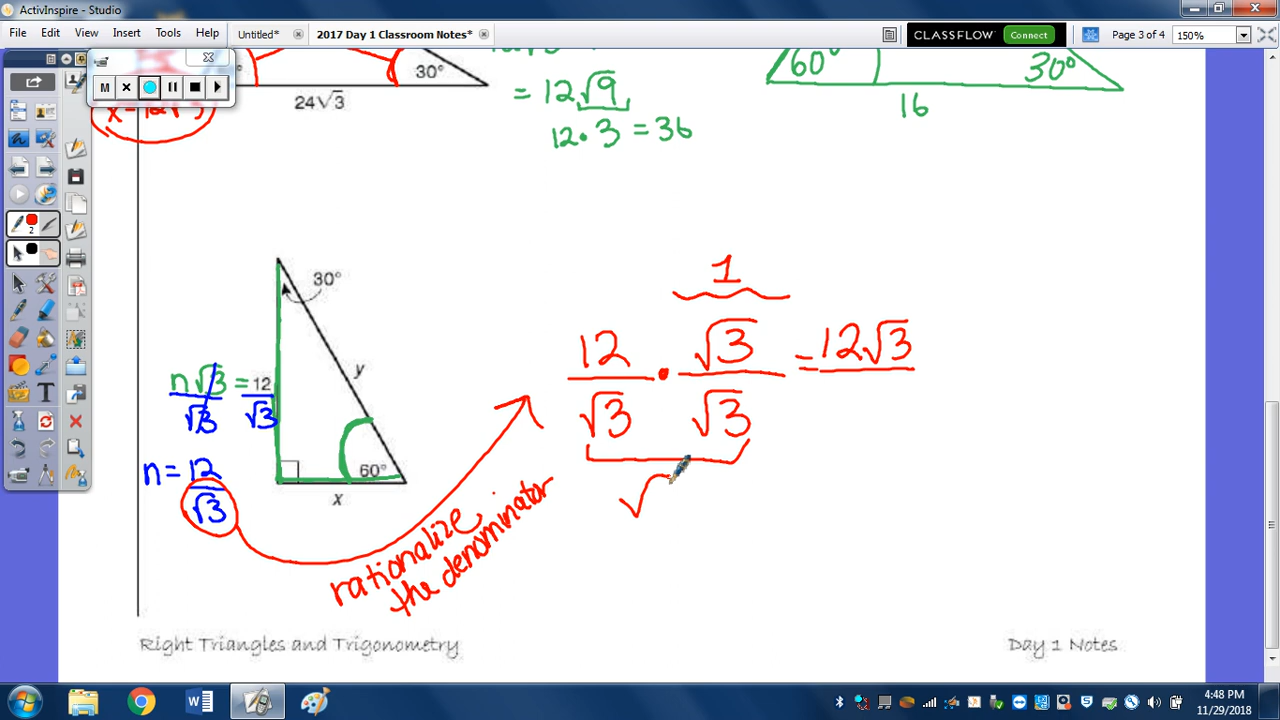 ActivInspire - Studio
File Edit View Insert Tools Help
Untitled*
2017 Day 1 Classroom Notes*
CLASSFLOW Connect
Page 3 of 4
150%
M
30°
24√3
= 12√9
12•3 = 36
60°
30°
16
30°
n√3 = 12
√3 √3
y
60°
x
n = 12
√3
rationalize
the denominator
1
12 • √3 = 12√3
√3 √3
√
Right Triangles and Trigonometry
Day 1 Notes
2
T
W
4:48 PM
11/29/2018